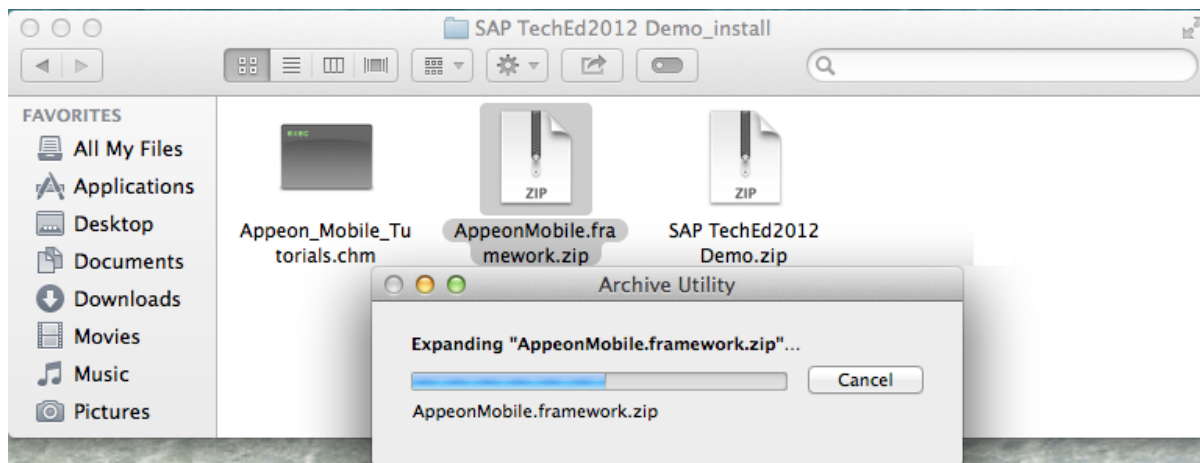 SAP TechEd2012 Demo_install
FAVORITES
All My Files
Applications
Desktop
Documents
Downloads
Movies
Music
Pictures
exec
Appeon_Mobile_Tu
torials.chm
ZIP
AppeonMobile.fra
mework.zip
ZIP
SAP TechEd2012
Demo.zip
Archive Utility
Expanding "AppeonMobile.framework.zip"...
Cancel
AppeonMobile.framework.zip